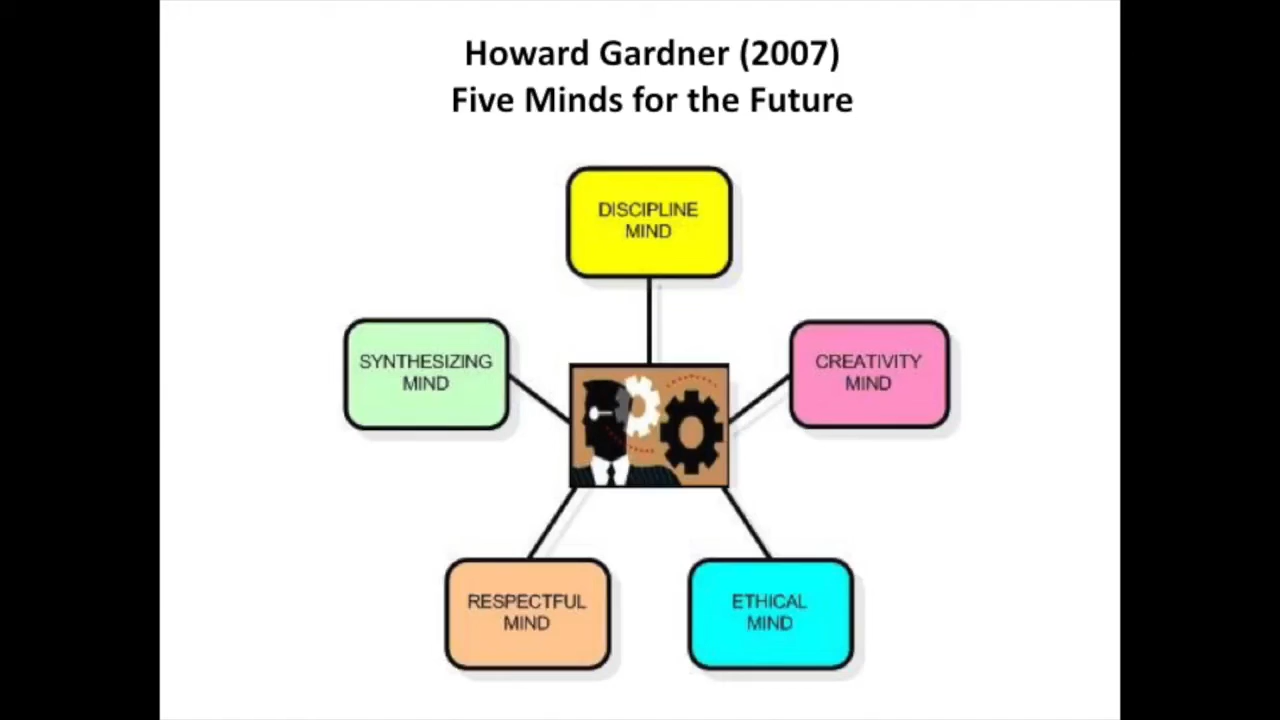 Howard Gardner (2007)
Five Minds for the Future
DISCIPLINE
MIND
SYNTHESIZING
MIND
CREATIVITY
MIND
RESPECTFUL
MIND
ETHICAL
MIND